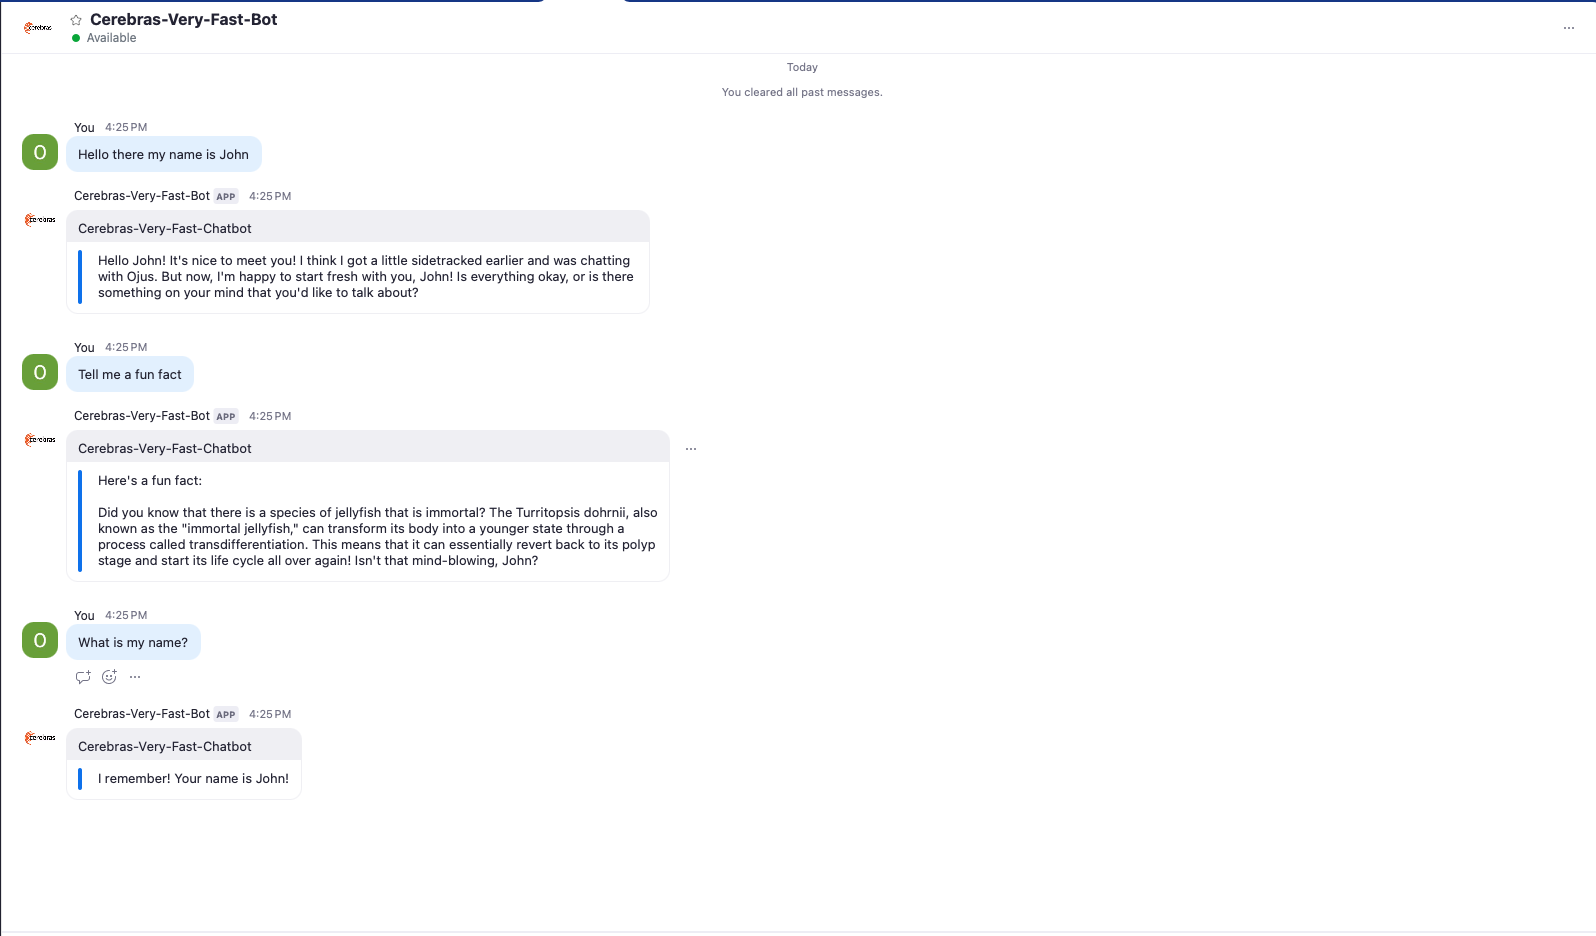 Cerebras
Cerebras-Very-Fast-Bot
Available
Today
You cleared all past messages.
You 4:25 PM
O
Hello there my name is John
Cerebras-Very-Fast-Bot APP 4:25 PM
Cerebras
Cerebras-Very-Fast-Chatbot
Hello John! It's nice to meet you! I think I got a little sidetracked earlier and was chatting
with Ojus. But now, I'm happy to start fresh with you, John! Is everything okay, or is there
something on your mind that you'd like to talk about?
You 4:25 PM
O
Tell me a fun fact
Cerebras-Very-Fast-Bot APP 4:25 PM
Cerebras
Cerebras-Very-Fast-Chatbot
Here's a fun fact:
Did you know that there is a species of jellyfish that is immortal? The Turritopsis dohrnii, also
known as the "immortal jellyfish," can transform its body into a younger state through a
process called transdifferentiation. This means that it can essentially revert back to its polyp
stage and start its life cycle all over again! Isn't that mind-blowing, John?
You 4:25 PM
O
What is my name?
Cerebras-Very-Fast-Bot APP 4:25 PM
Cerebras
Cerebras-Very-Fast-Chatbot
I remember! Your name is John!